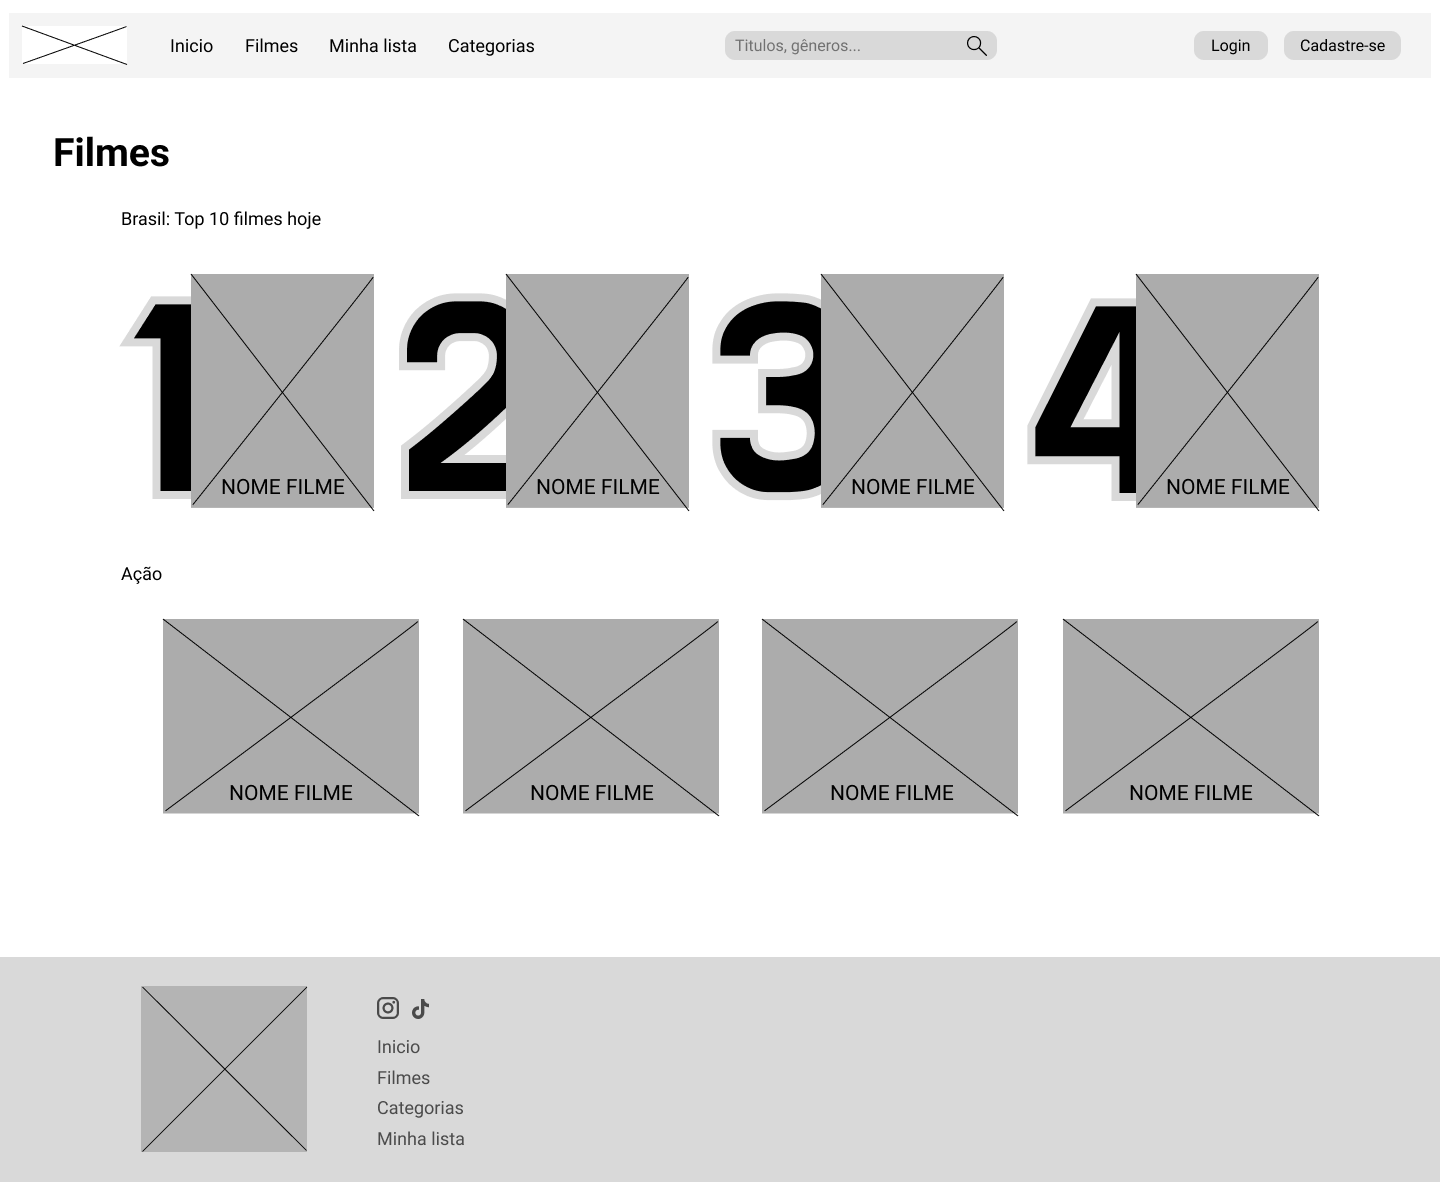 Inicio
Filmes
Minha lista
Categorias
Titulos, gêneros...
Login
Cadastre-se
Filmes
Brasil: Top 10 filmes hoje
1
NOME FILME
2
NOME FILME
3
NOME FILME
4
NOME FILME
Ação
NOME FILME
NOME FILME
NOME FILME
NOME FILME
Inicio
Filmes
Categorias
Minha lista